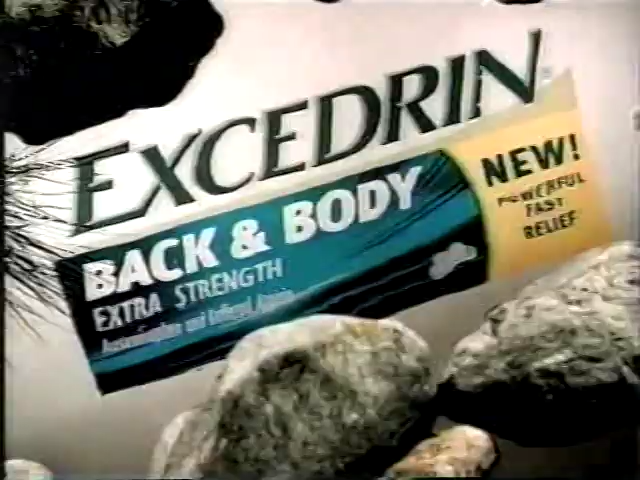 EXCEDRIN
BACK & BODY
EXTRA STRENGTH
NEW!
POWERFUL
FAST
RELIEF